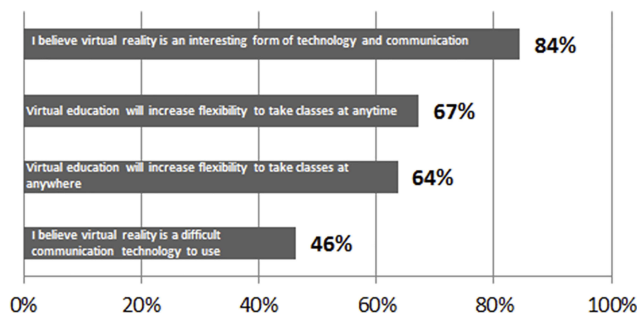 I believe virtual reality is an interesting form of technology and communication
84%
Virtual education will increase flexibility to take classes at anytime
67%
Virtual education will increase flexibility to take classes at
anywhere
64%
I believe virtual reality is a difficult
communication technology to use
46%
0% 20% 40% 60% 80% 100%